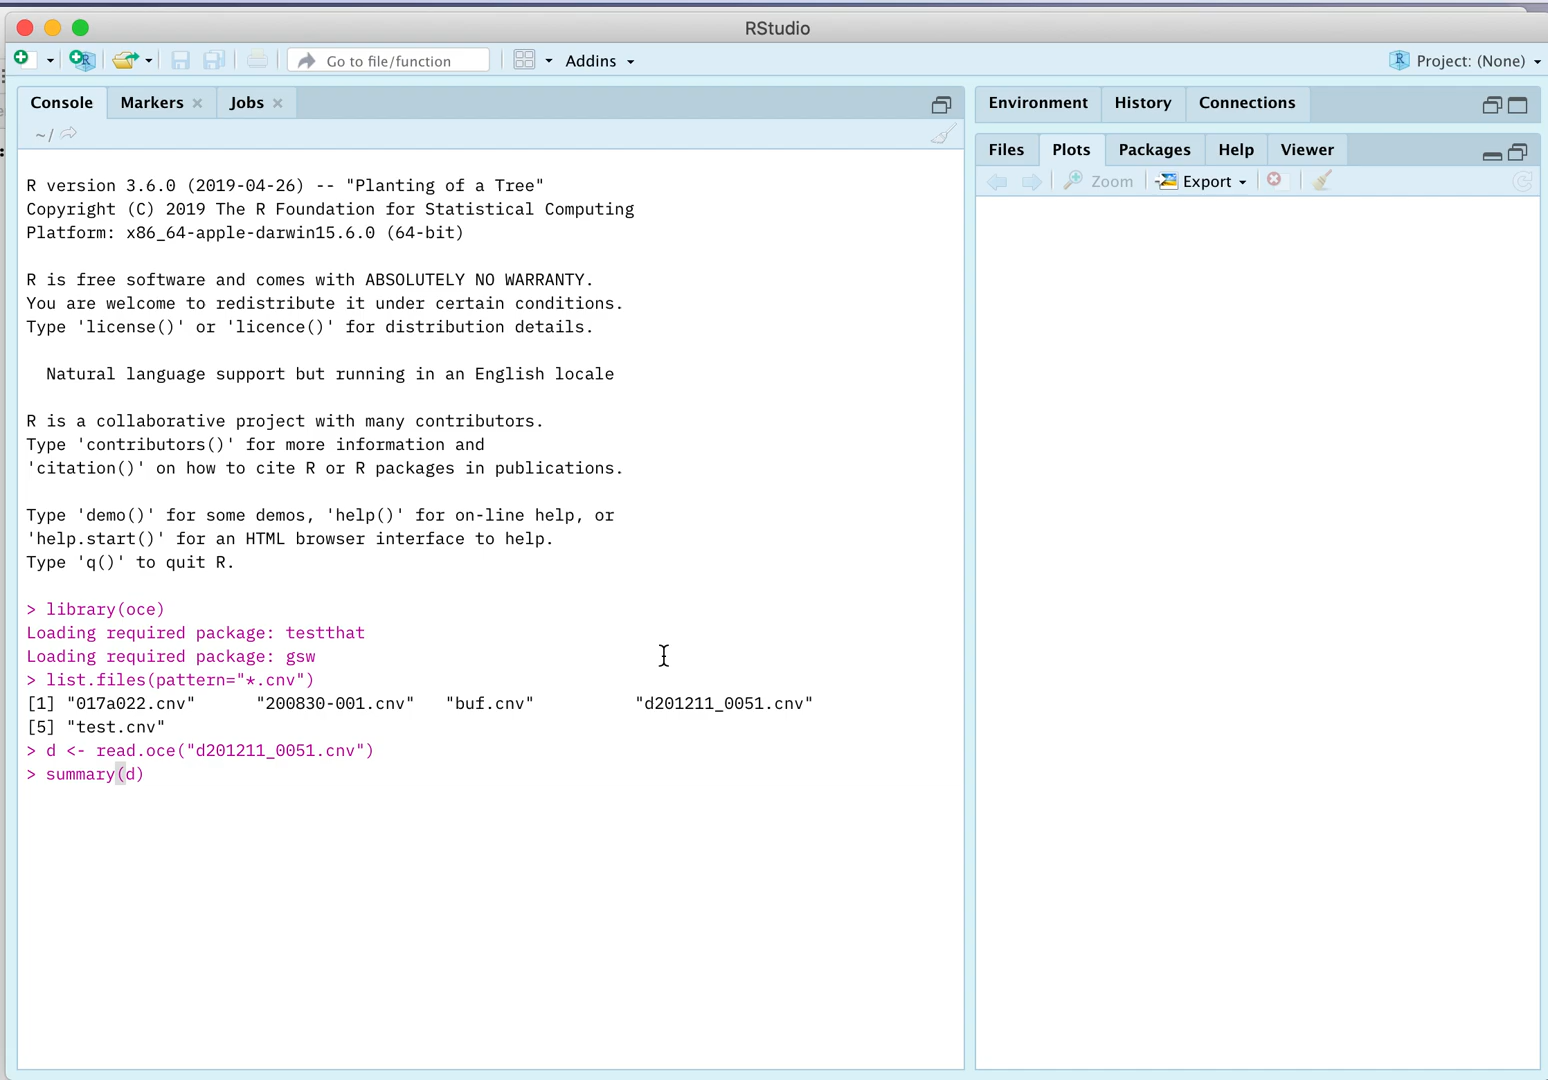 RStudio
Go to file/function
Addins
Project: (None)
Console Markers Jobs
Environment History Connections
~/
Files Plots Packages Help Viewer
Zoom Export
R version 3.6.0 (2019-04-26) -- "Planting of a Tree"
Copyright (C) 2019 The R Foundation for Statistical Computing
Platform: x86_64-apple-darwin15.6.0 (64-bit)
R is free software and comes with ABSOLUTELY NO WARRANTY.
You are welcome to redistribute it under certain conditions.
Type 'license()' or 'licence()' for distribution details.
Natural language support but running in an English locale
R is a collaborative project with many contributors.
Type 'contributors()' for more information and
'citation()' on how to cite R or R packages in publications.
Type 'demo()' for some demos, 'help()' for on-line help, or
'help.start()' for an HTML browser interface to help.
Type 'q()' to quit R.
> library(oce)
Loading required package: testthat
Loading required package: gsw
> list.files(pattern="*.cnv")
[1] "017a022.cnv" "200830-001.cnv" "buf.cnv" "d201211_0051.cnv"
[5] "test.cnv"
> d <- read.oce("d201211_0051.cnv")
> summary(d)